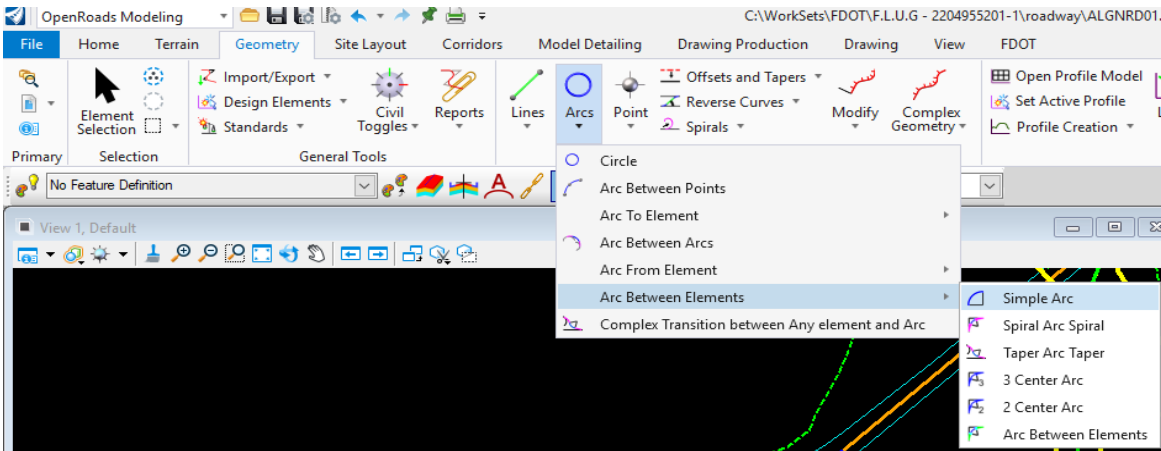 OpenRoads Modeling C:\WorkSets\FDOT\F.L.U.G - 2204955201-1\roadway\ALGNRD01.
File Home Terrain Geometry Site Layout Corridors Model Detailing Drawing Production Drawing View FDOT
Import/Export Offsets and Tapers Open Profile Model
Design Elements Reverse Curves Set Active Profile
Standards Spirals Profile Creation
Element
Selection
Civil
Toggles
Reports
Lines
Arcs
Point
Modify
Complex
Geometry
Primary Selection General Tools
No Feature Definition
Circle
Arc Between Points
Arc To Element
Arc Between Arcs
Arc From Element
Arc Between Elements
Complex Transition between Any element and Arc
View 1, Default
Simple Arc
Spiral Arc Spiral
Taper Arc Taper
3 Center Arc
2 Center Arc
Arc Between Elements